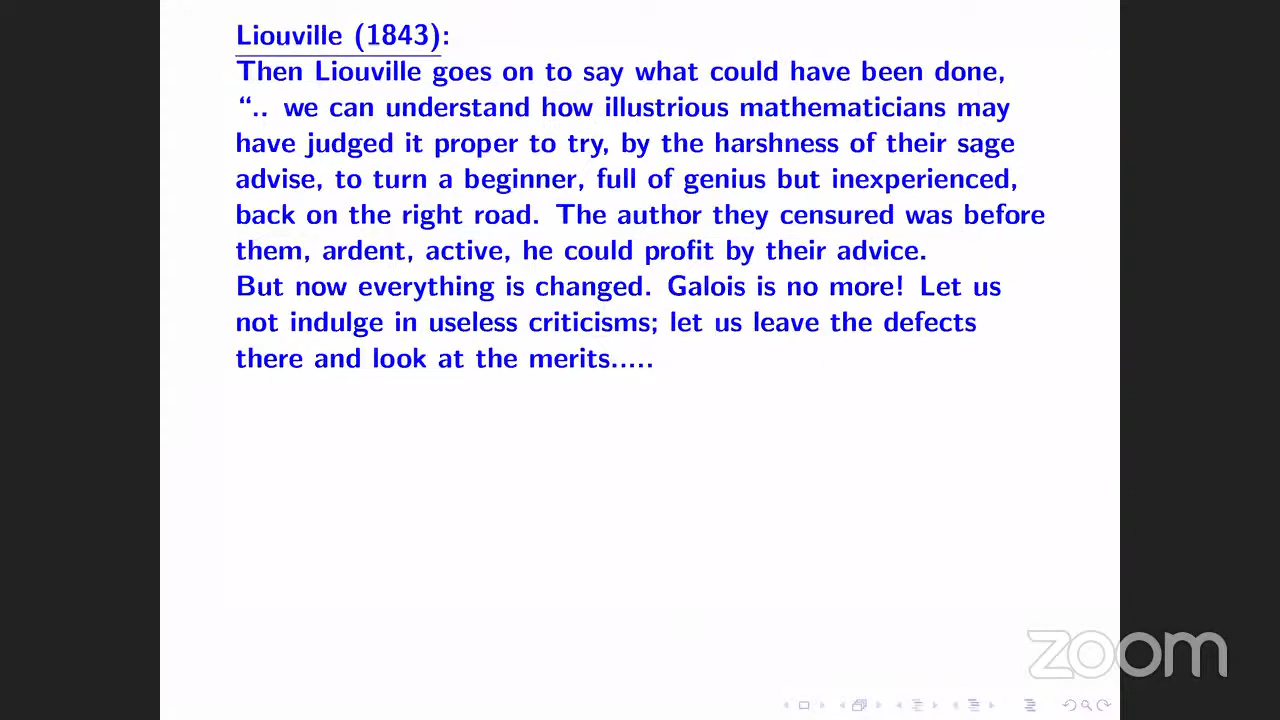 Liouville (1843):
Then Liouville goes on to say what could have been done,
“.. we can understand how illustrious mathematicians may
have judged it proper to try, by the harshness of their sage
advise, to turn a beginner, full of genius but inexperienced,
back on the right road. The author they censured was before
them, ardent, active, he could profit by their advice.
But now everything is changed. Galois is no more! Let us
not indulge in useless criticisms; let us leave the defects
there and look at the merits.....
zoom